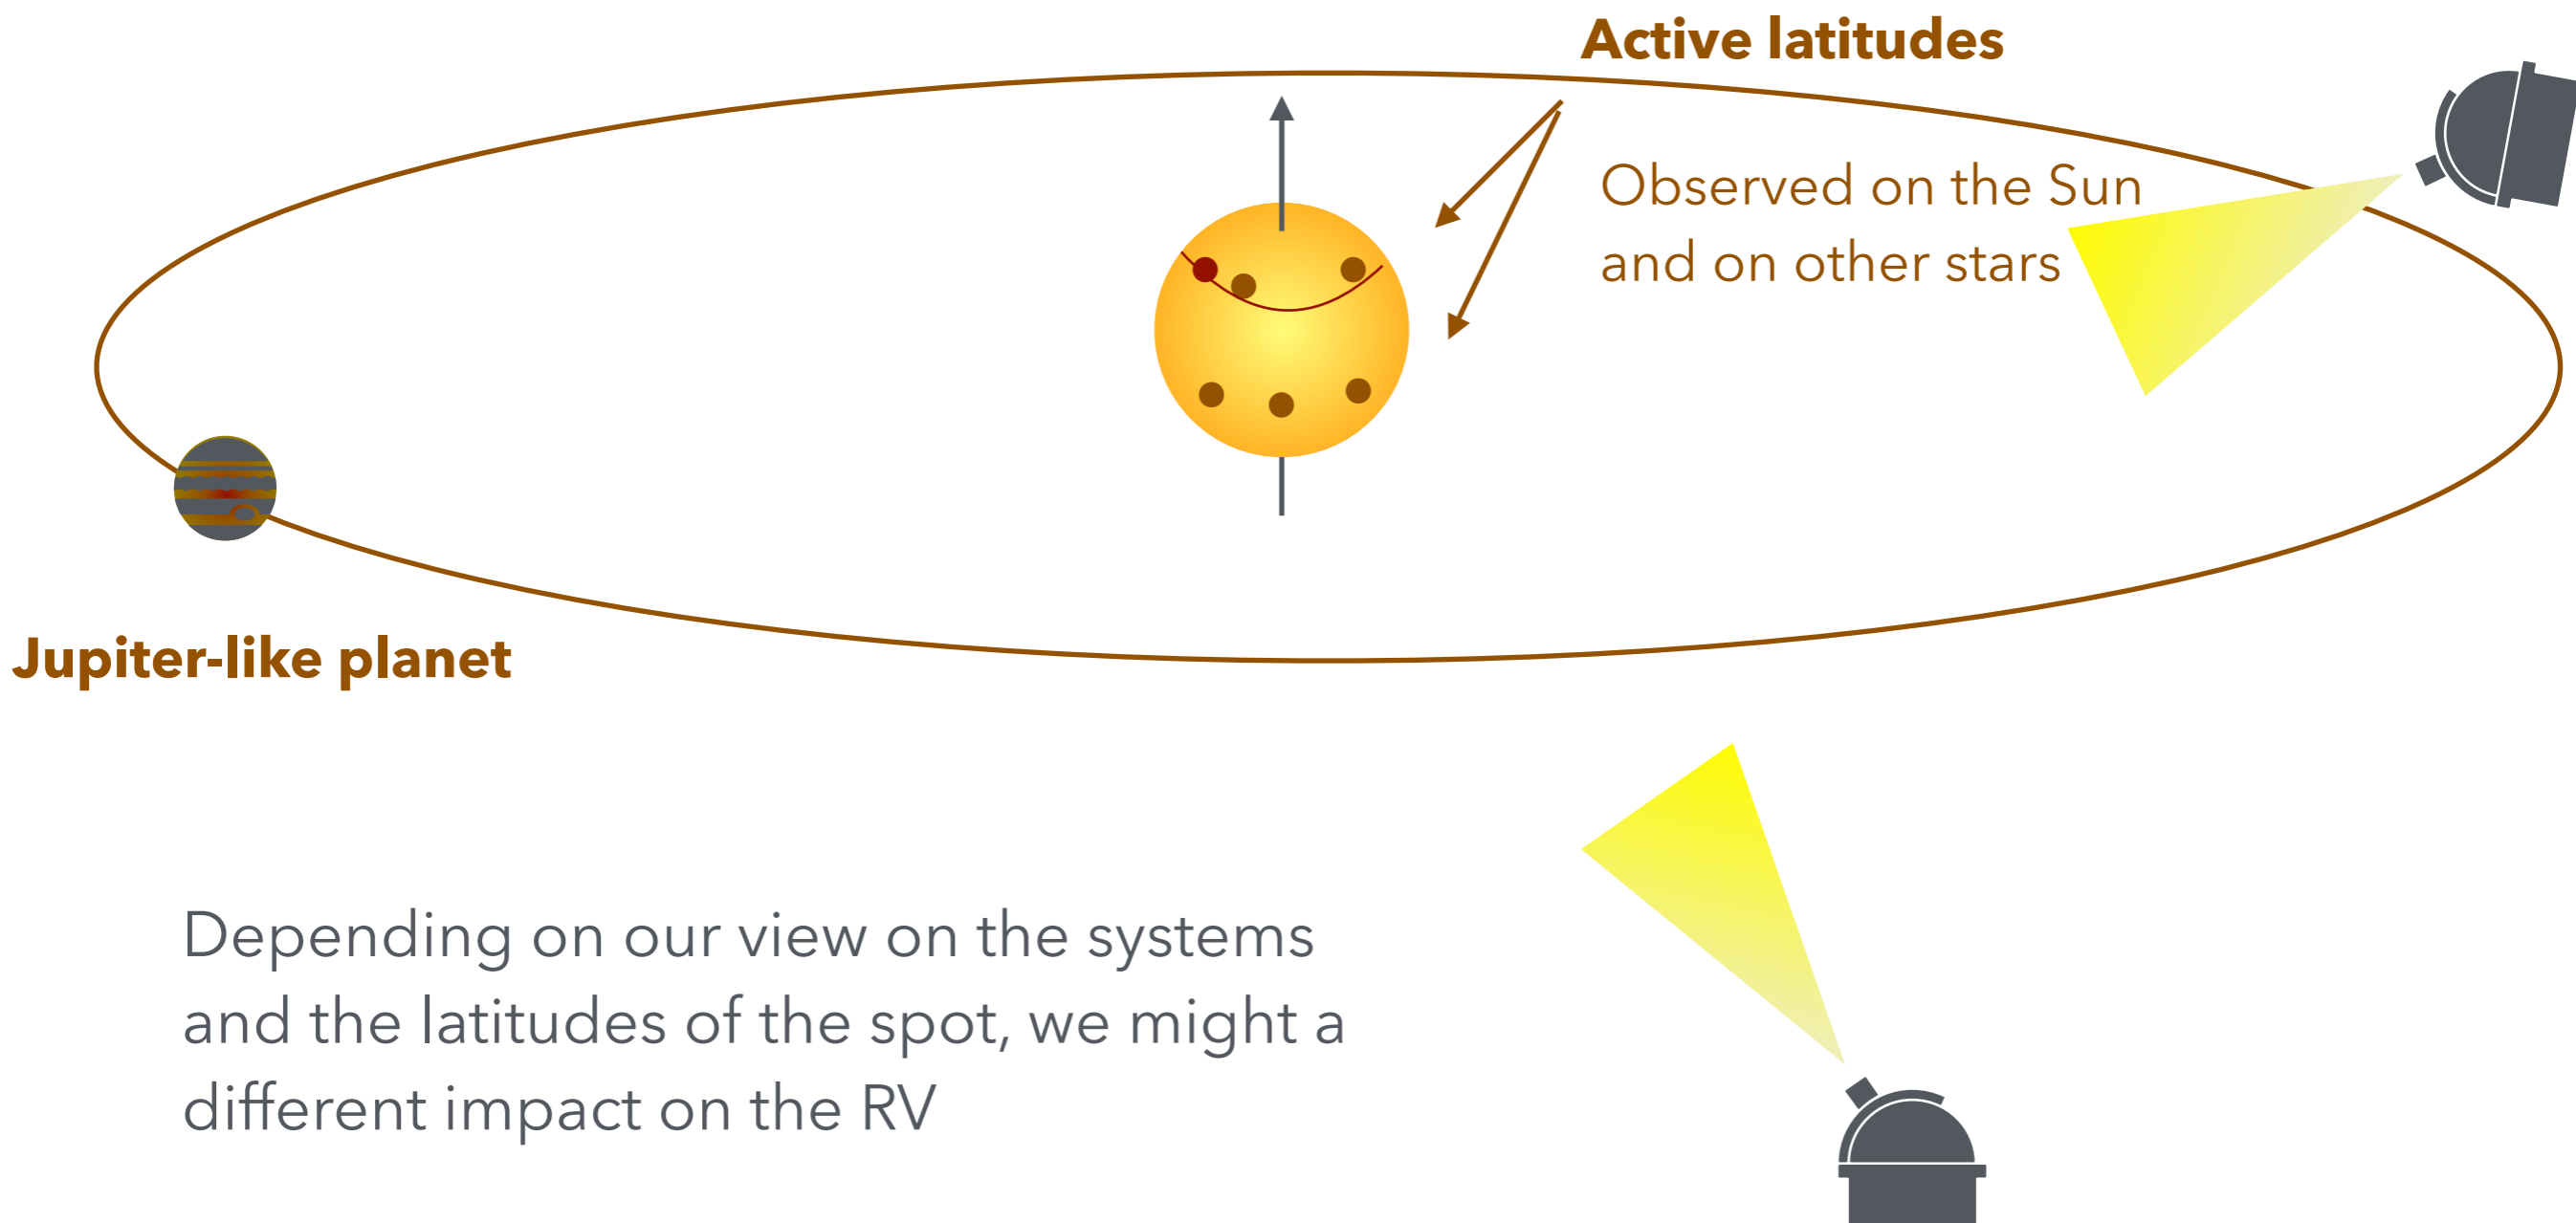 Active latitudes
Observed on the Sun
and on other stars
Jupiter-like planet
Depending on our view on the systems
and the latitudes of the spot, we might a
different impact on the RV